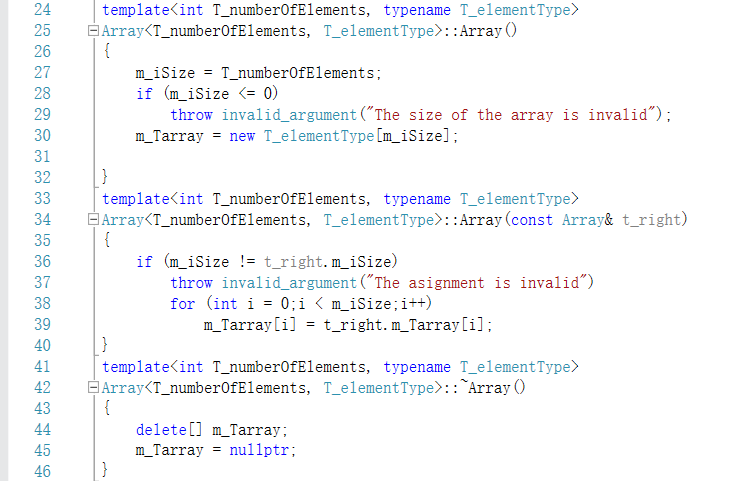 24 template<int T_numberOfElements, typename T_elementType>
25 Array<T_numberOfElements, T_elementType>::Array()
26 {
27 m_iSize = T_numberOfElements;
28 if (m_iSize <= 0)
29 throw invalid_argument("The size of the array is invalid");
30 m_Tarray = new T_elementType[m_iSize];
31
32 }
33 template<int T_numberOfElements, typename T_elementType>
34 Array<T_numberOfElements, T_elementType>::Array(const Array& t_right)
35 {
36 if (m_iSize != t_right.m_iSize)
37 throw invalid_argument("The asignment is invalid")
38 for (int i = 0;i < m_iSize;i++)
39 m_Tarray[i] = t_right.m_Tarray[i];
40 }
41 template<int T_numberOfElements, typename T_elementType>
42 Array<T_numberOfElements, T_elementType>::~Array()
43 {
44 delete[] m_Tarray;
45 m_Tarray = nullptr;
46 }